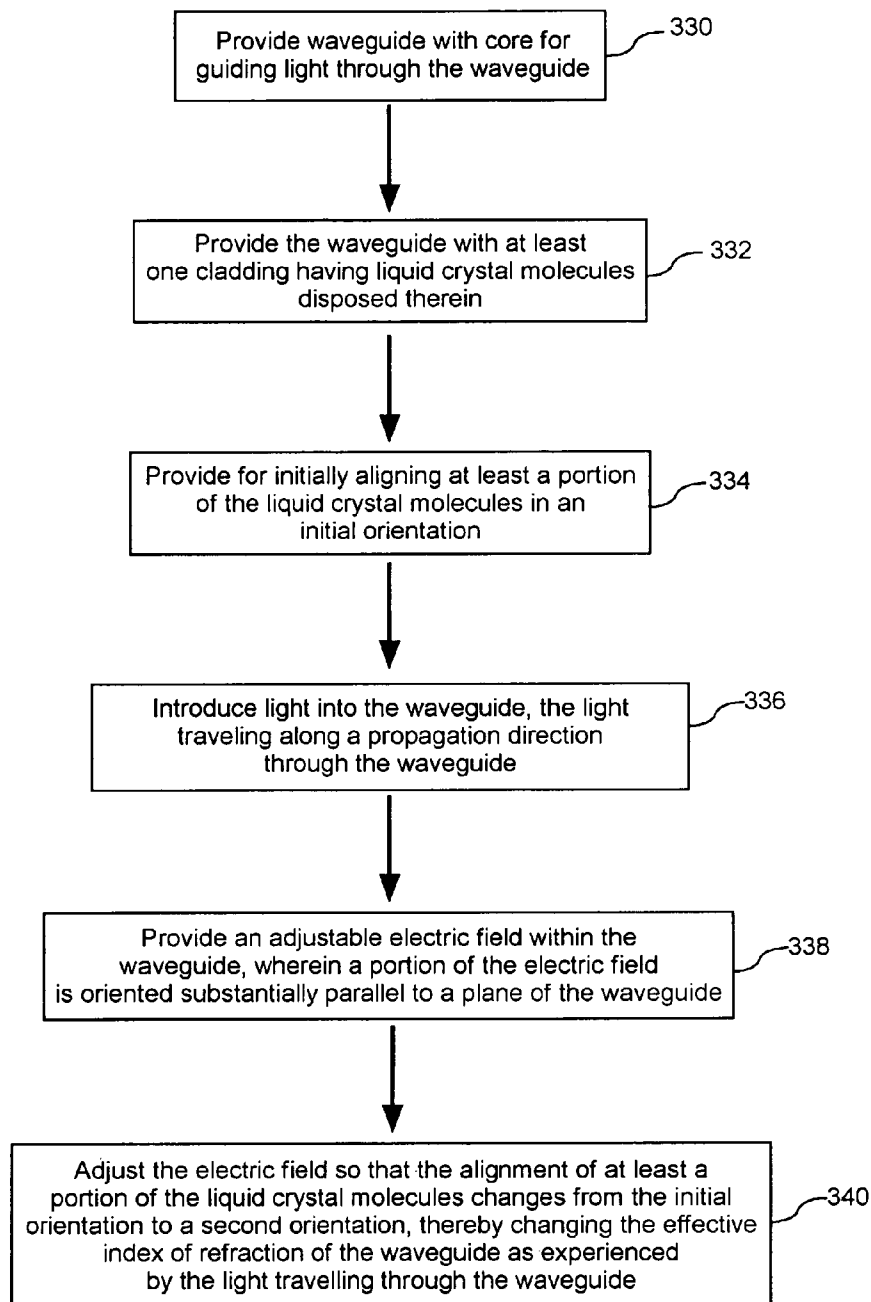 Provide waveguide with core for
guiding light through the waveguide
330
Provide the waveguide with at least
one cladding having liquid crystal molecules
disposed therein
332
Provide for initially aligning at least a portion
of the liquid crystal molecules in an
initial orientation
334
Introduce light into the waveguide, the light
traveling along a propagation direction
through the waveguide
336
Provide an adjustable electric field within the
waveguide, wherein a portion of the electric field
is oriented substantially parallel to a plane of the waveguide
338
Adjust the electric field so that the alignment of at least a
portion of the liquid crystal molecules changes from the initial
orientation to a second orientation, thereby changing the effective
index of refraction of the waveguide as experienced
by the light travelling through the waveguide
340